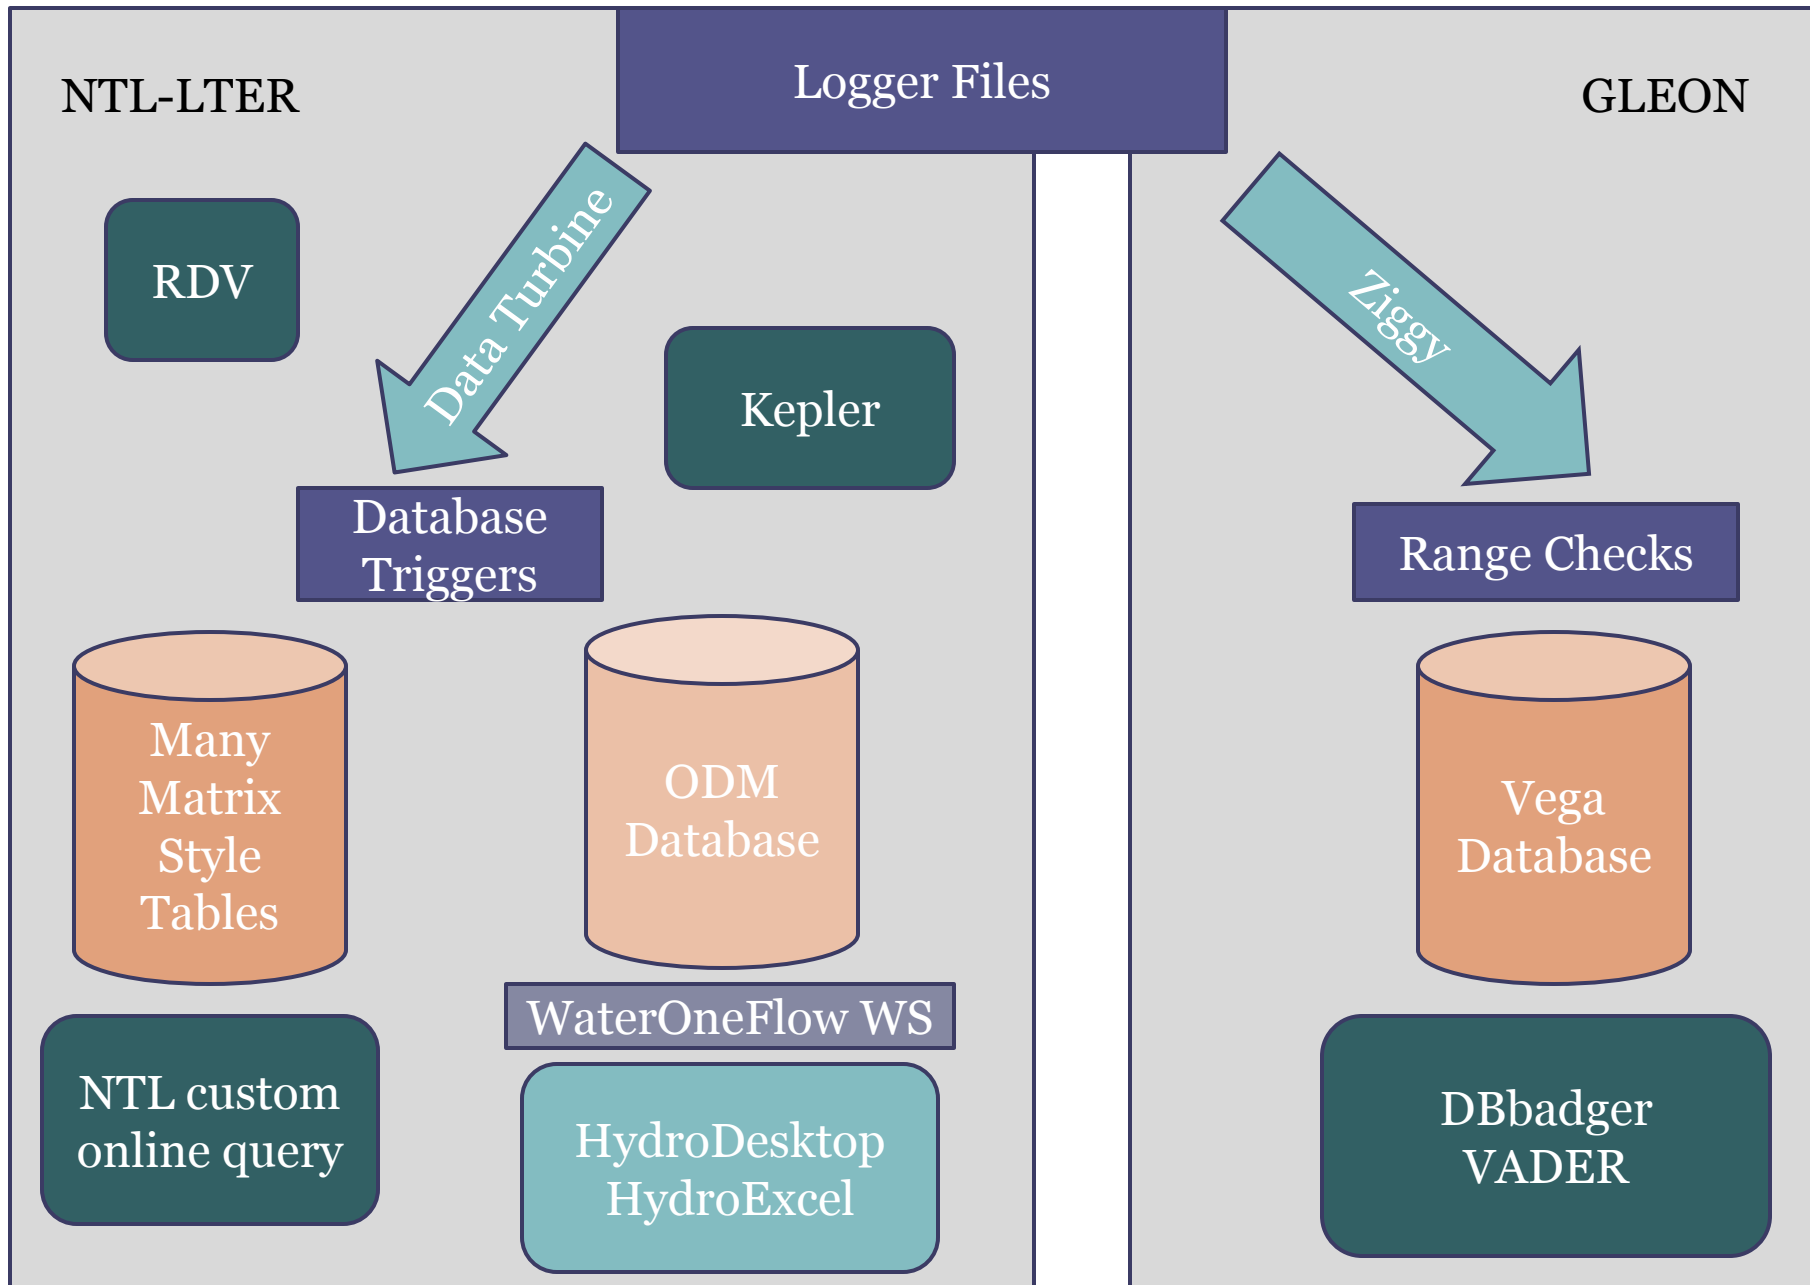 Logger Files
NTL-LTER
GLEON
RDV
Data Turbine
Kepler
Ziggy
Database
Triggers
Range Checks
Many
Matrix
Style
Tables
ODM
Database
Vega
Database
WaterOneFlow WS
NTL custom
online query
HydroDesktop
HydroExcel
DBbadger
VADER